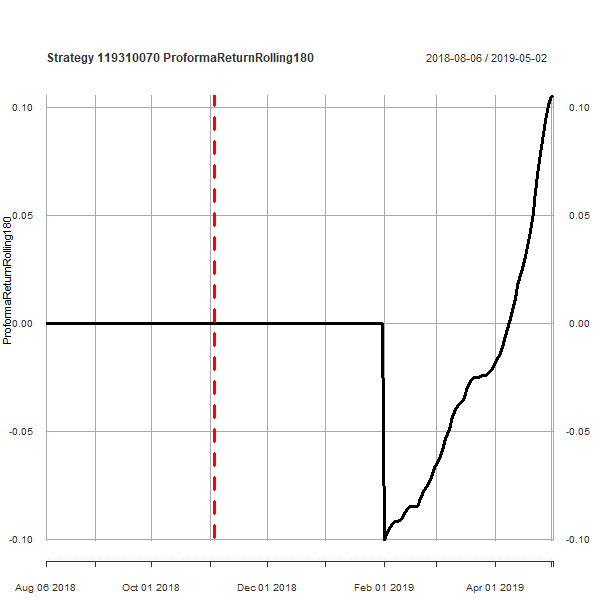 Strategy 119310070 ProformaReturnRolling180
2018-08-06 / 2019-05-02
ProformaReturnRolling180
0.10
0.05
0.00
-0.05
-0.10
0.10
0.05
0.00
-0.05
-0.10
Aug 06 2018
Oct 01 2018
Dec 01 2019
Feb 01 2019
Apr 01 2019